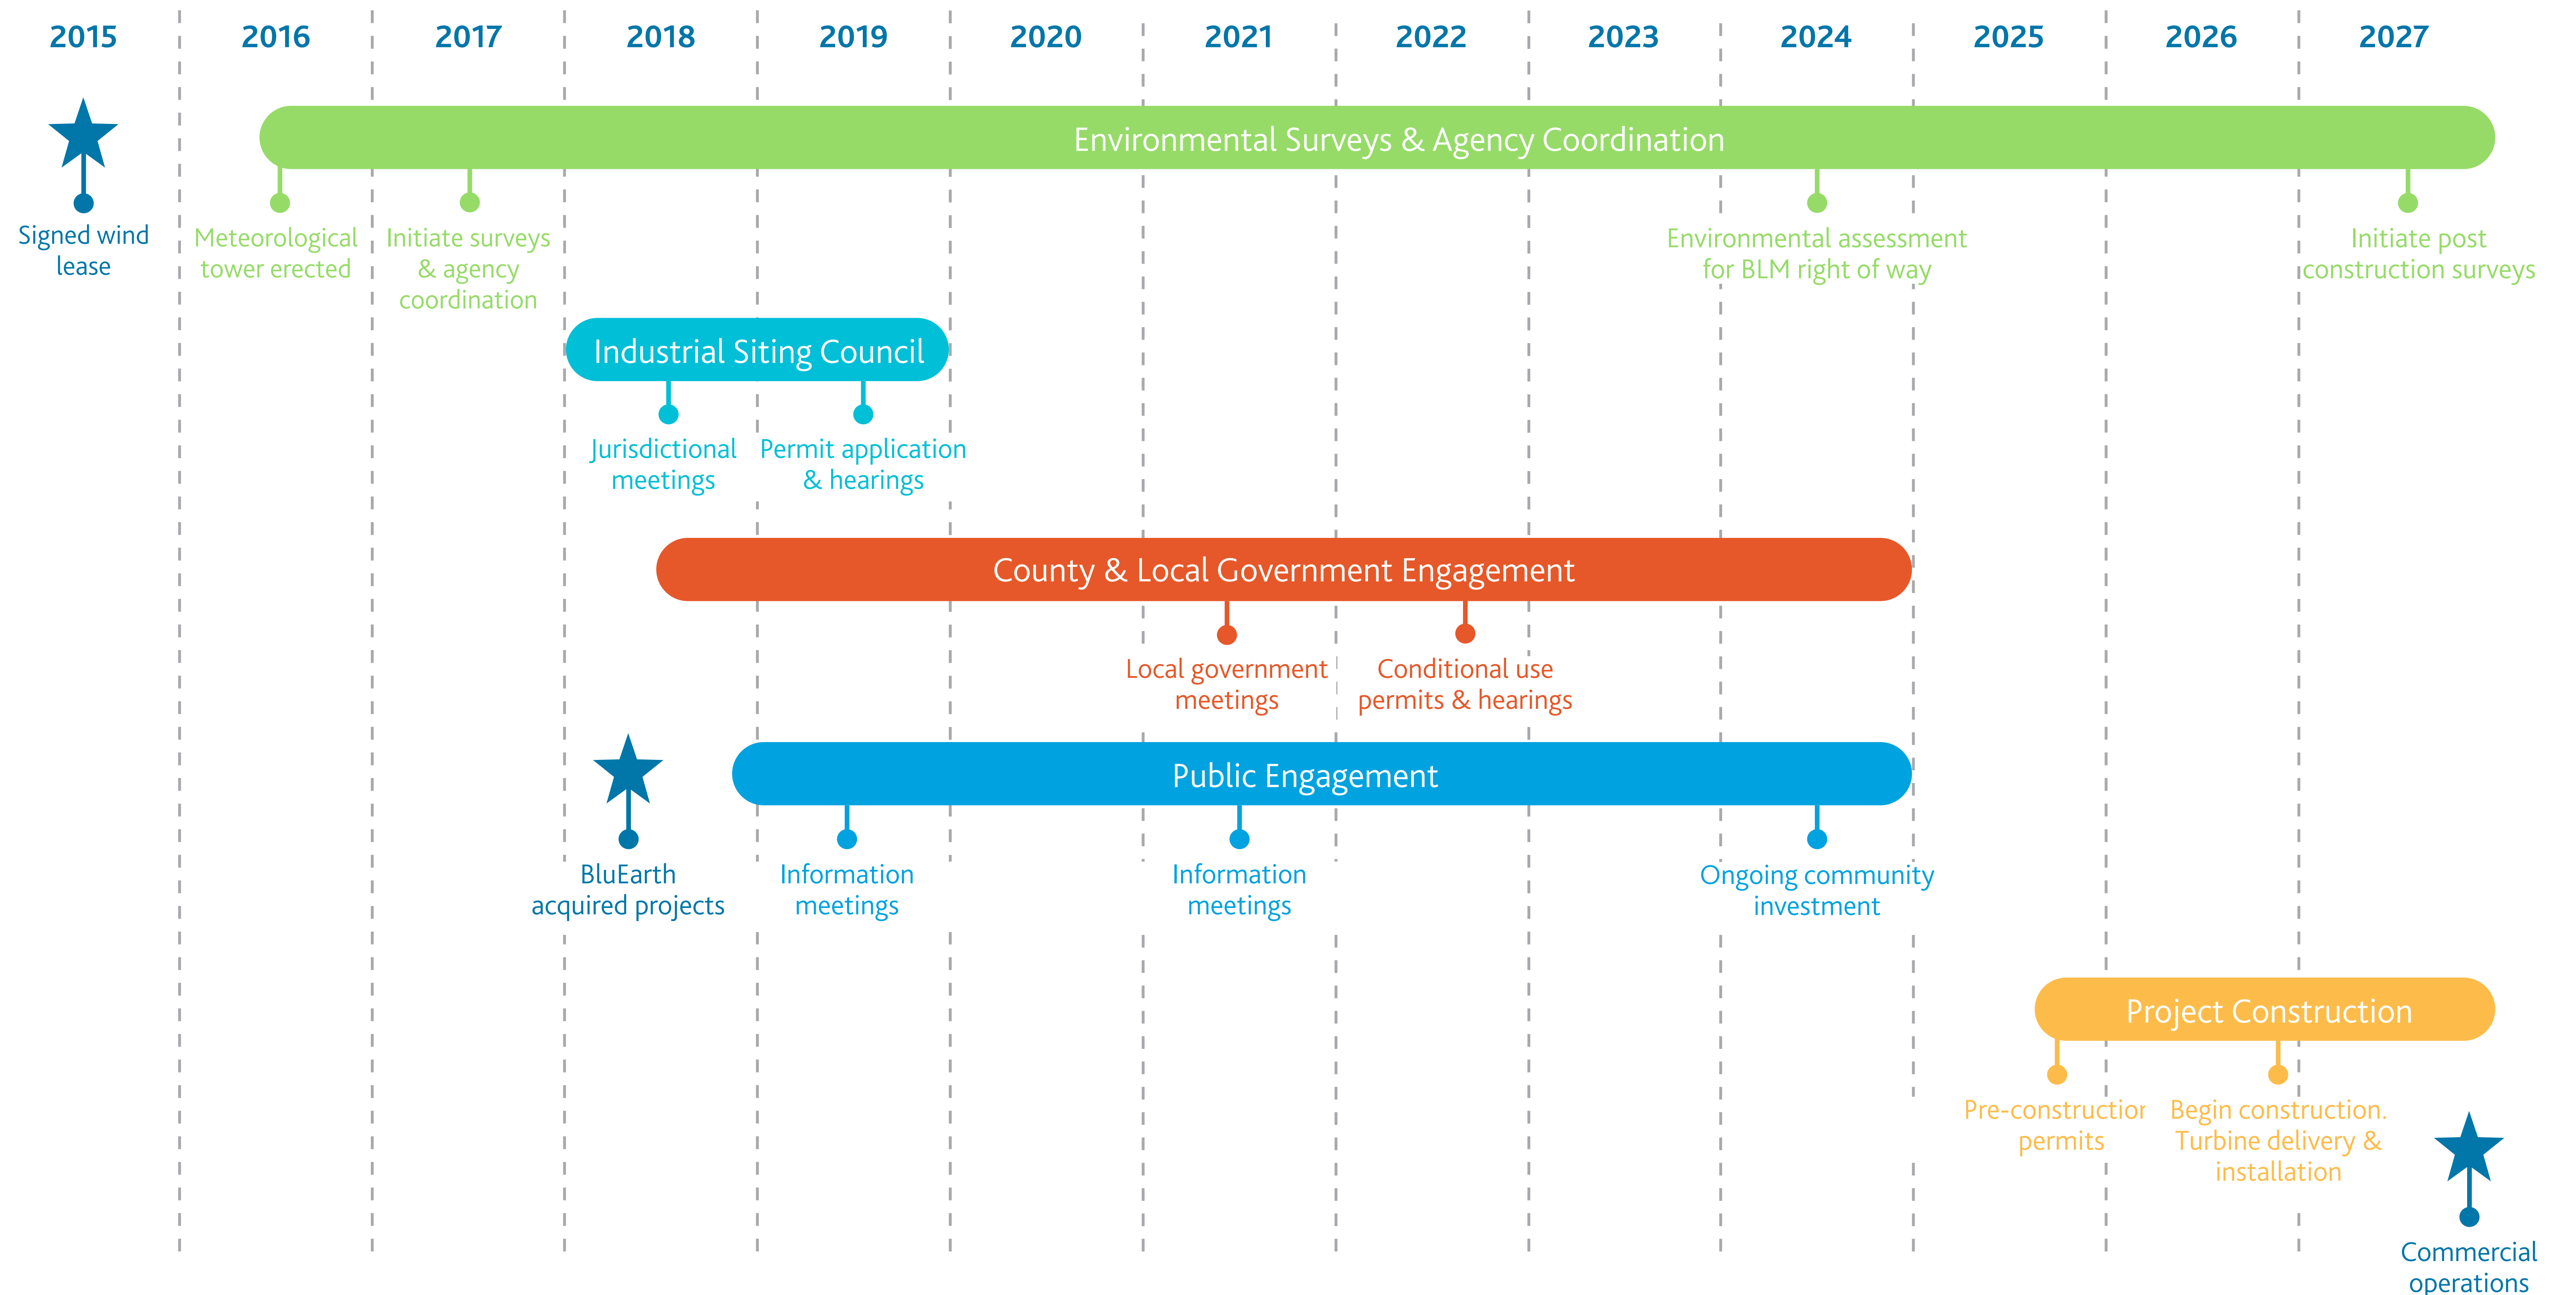 2015 2016 2017 2018 2019 2020 2021 2022 2023 2024 2025 2026 2027
Environmental Surveys & Agency Coordination
Signed wind
lease
Meteorological
tower erected
Initiate surveys
& agency
coordination
Environmental assessment
for BLM right of way
Initiate post
construction surveys
Industrial Siting Council
Jurisdictional
meetings
Permit application
& hearings
County & Local Government Engagement
Local government
meetings
Conditional use
permits & hearings
Public Engagement
BluEarth
acquired projects
Information
meetings
Information
meetings
Ongoing community
investment
Project Construction
Pre-construction
permits
Begin construction.
Turbine delivery &
installation
Commercial
operations